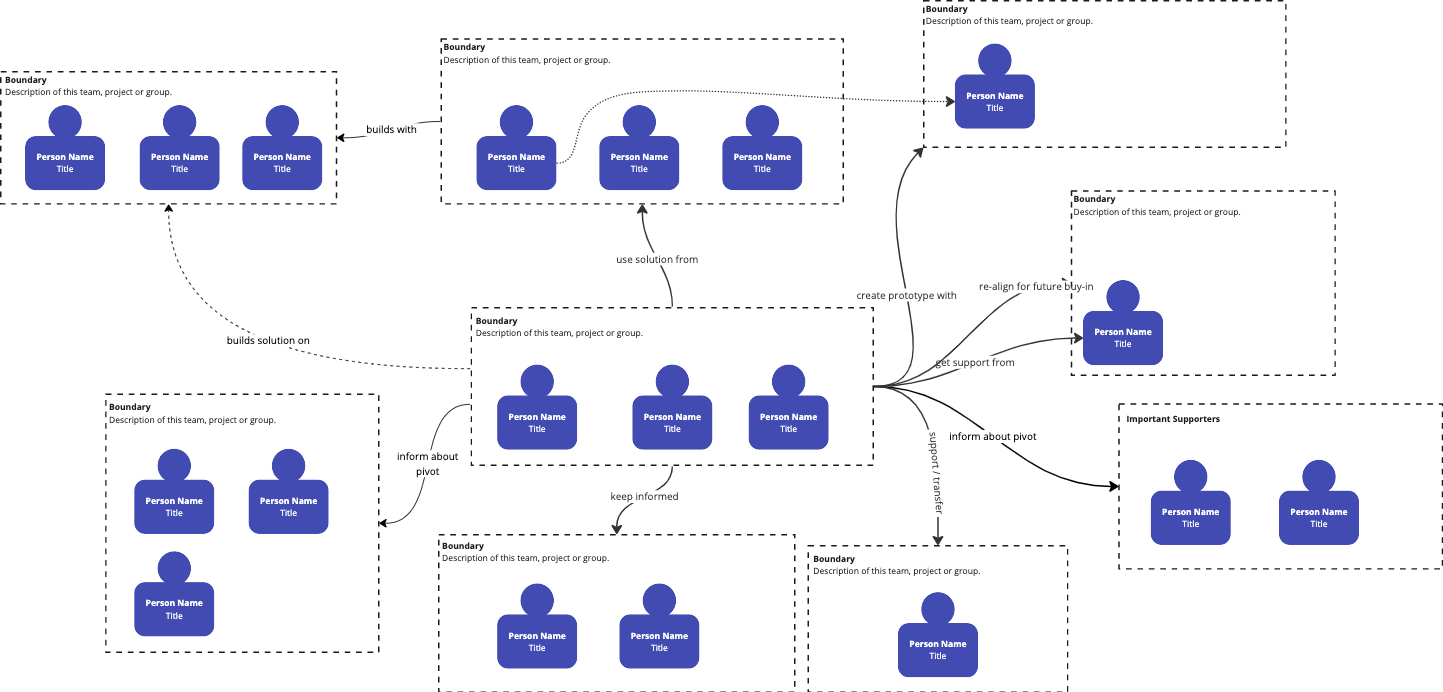 Boundary
Description of this team, project or group.
Person Name
Title
Boundary
Description of this team, project or group.
Person Name
Title
Person Name
Title
Person Name
Title
builds with
Boundary
Description of this team, project or group.
Person Name
Title
Person Name
Title
Person Name
Title
Boundary
Description of this team, project or group.
Person Name
Title
use solution from
create prototype with
re-align for future buy-in
get support from
builds solution on
Boundary
Description of this team, project or group.
Person Name
Title
Person Name
Title
Person Name
Title
Boundary
Description of this team, project or group.
Person Name
Title
Person Name
Title
Person Name
Title
inform about
pivot
keep informed
support / transfer
inform about pivot
Important Supporters
Person Name
Title
Person Name
Title
Boundary
Description of this team, project or group.
Person Name
Title
Person Name
Title
Boundary
Description of this team, project or group.
Person Name
Title